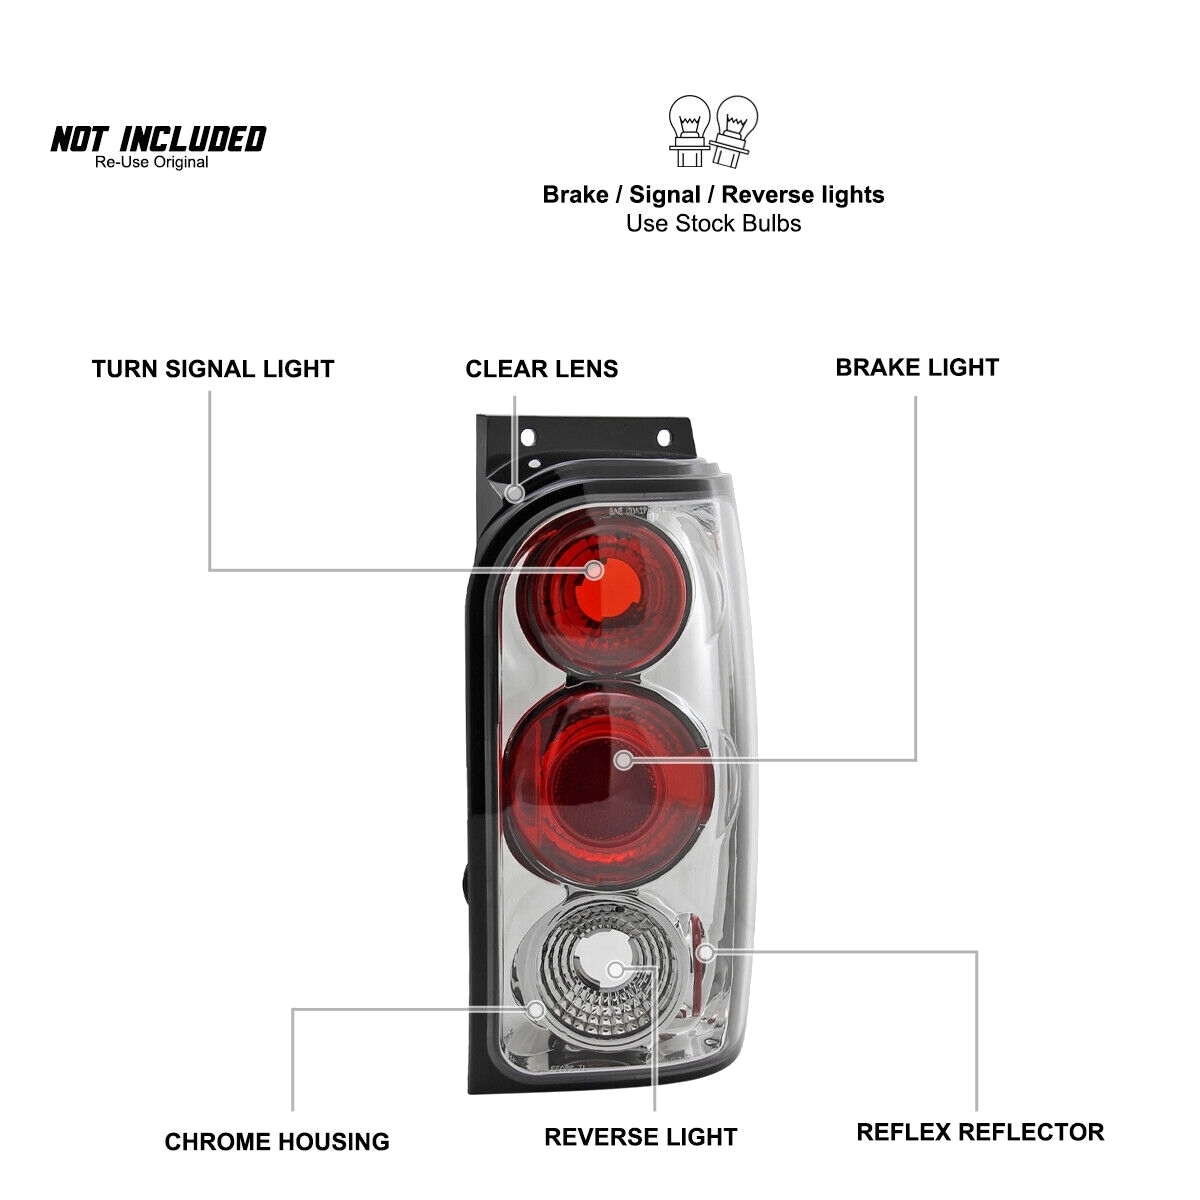 NOT INCLUDED
Re-Use Original
Brake / Signal / Reverse lights
Use Stock Bulbs
TURN SIGNAL LIGHT
CLEAR LENS
BRAKE LIGHT
CHROME HOUSING
REVERSE LIGHT
REFLEX REFLECTOR